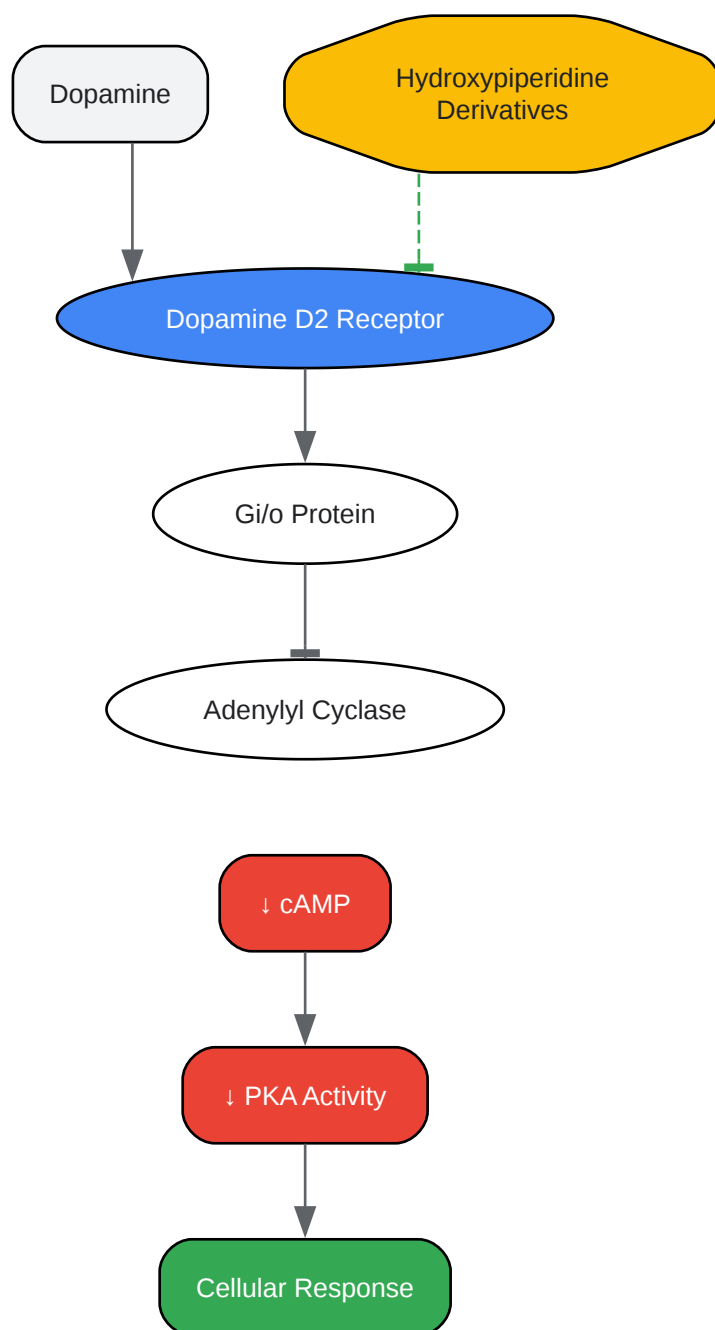 Dopamine
Hydroxypiperidine
Derivatives
Dopamine D2 Receptor
Gi/o Protein
Adenylyl Cyclase
↓ cAMP
↓ PKA Activity
Cellular Response